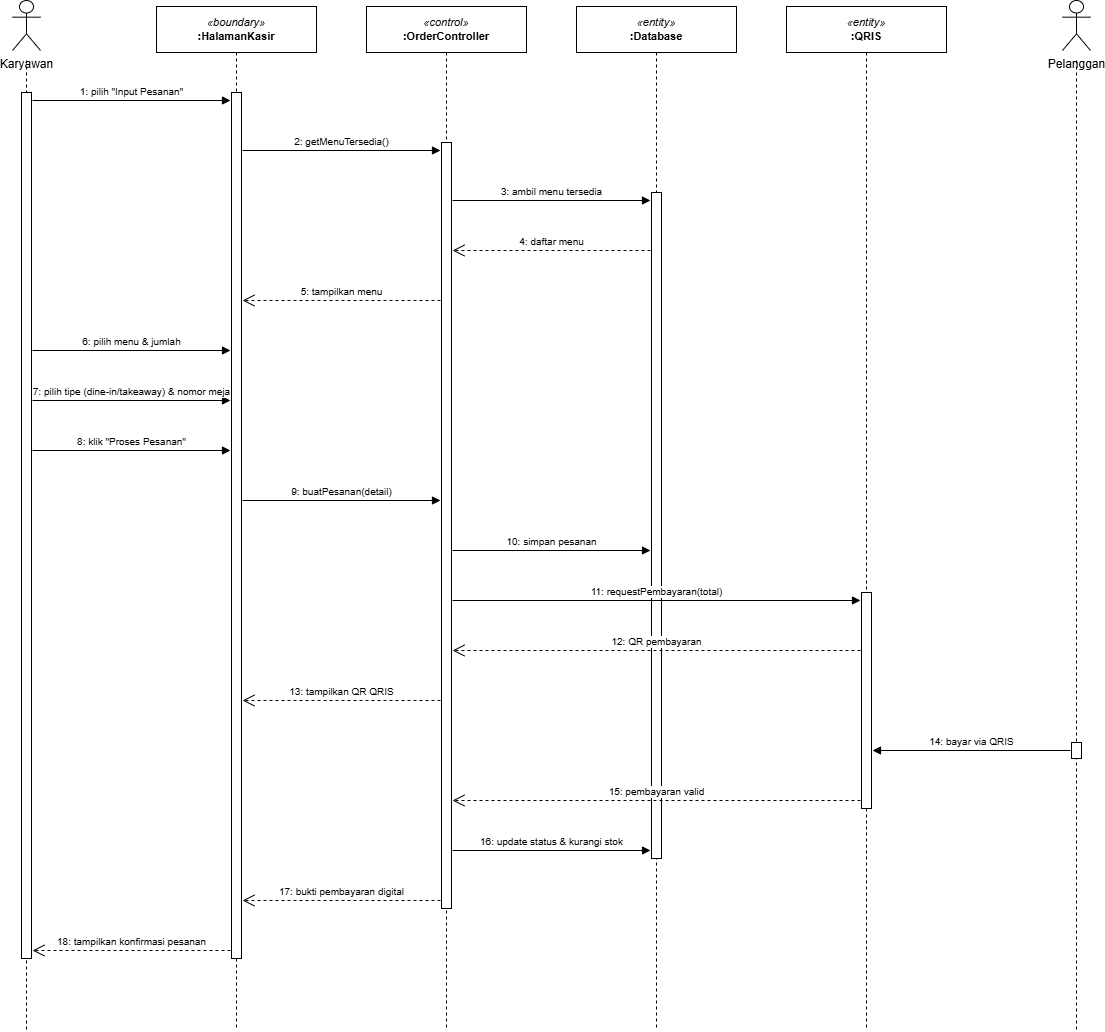 «boundary»
:HalamanKasir
«control»
:OrderController
«entity»
:Database
«entity»
:QRIS
Karyawan
Pelanggan
1: pilih "Input Pesanan"
2: getMenuTersedia()
3: ambil menu tersedia
4: daftar menu
5: tampilkan menu
6: pilih menu & jumlah
7: pilih tipe (dine-in/takeaway) & nomor meja
8: klik "Proses Pesanan"
9: buatPesanan(detail)
10: simpan pesanan
11: requestPembayaran(total)
12: QR pembayaran
13: tampilkan QR QRIS
14: bayar via QRIS
15: pembayaran valid
16: update status & kurangi stok
17: bukti pembayaran digital
18: tampilkan konfirmasi pesanan